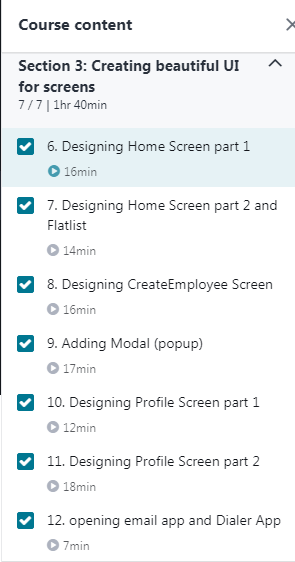 Course content
Section 3: Creating beautiful UI
for screens
7 / 7 | 1hr 40min
6. Designing Home Screen part 1
16min
7. Designing Home Screen part 2 and
Flatlist
14min
8. Designing CreateEmployee Screen
16min
9. Adding Modal (popup)
17min
10. Designing Profile Screen part 1
12min
11. Designing Profile Screen part 2
18min
12. opening email app and Dialer App
7min